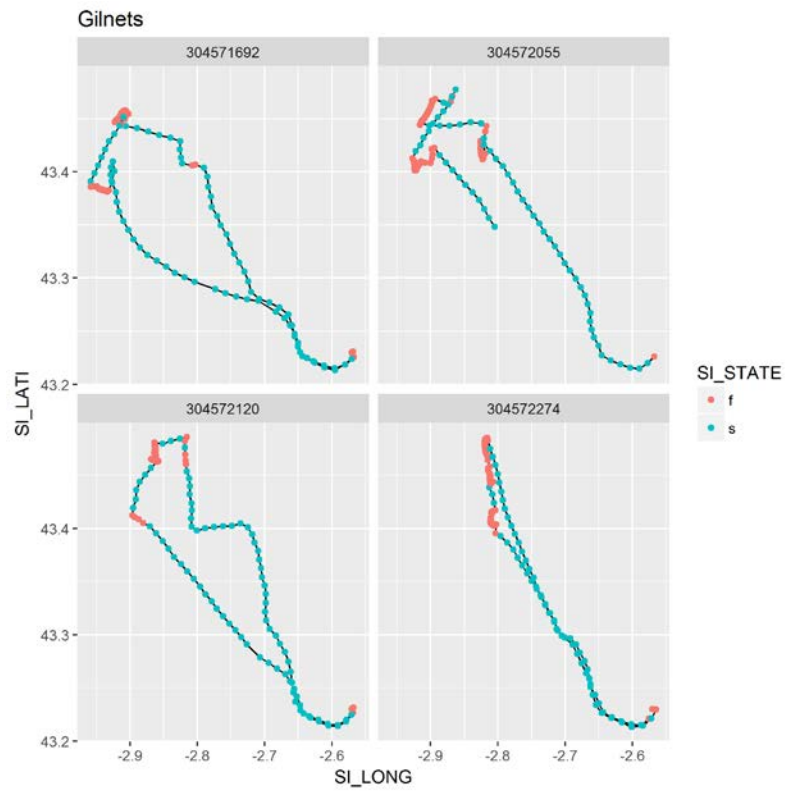 Gilnets
304571692 304572055
43.4
43.3
43.2
SI_LATI
304572120 304572274
43.4
43.3
43.2
-2.9 -2.8 -2.7 -2.6 -2.9 -2.8 -2.7 -2.6
SI_LONG
SI_STATE
f
s